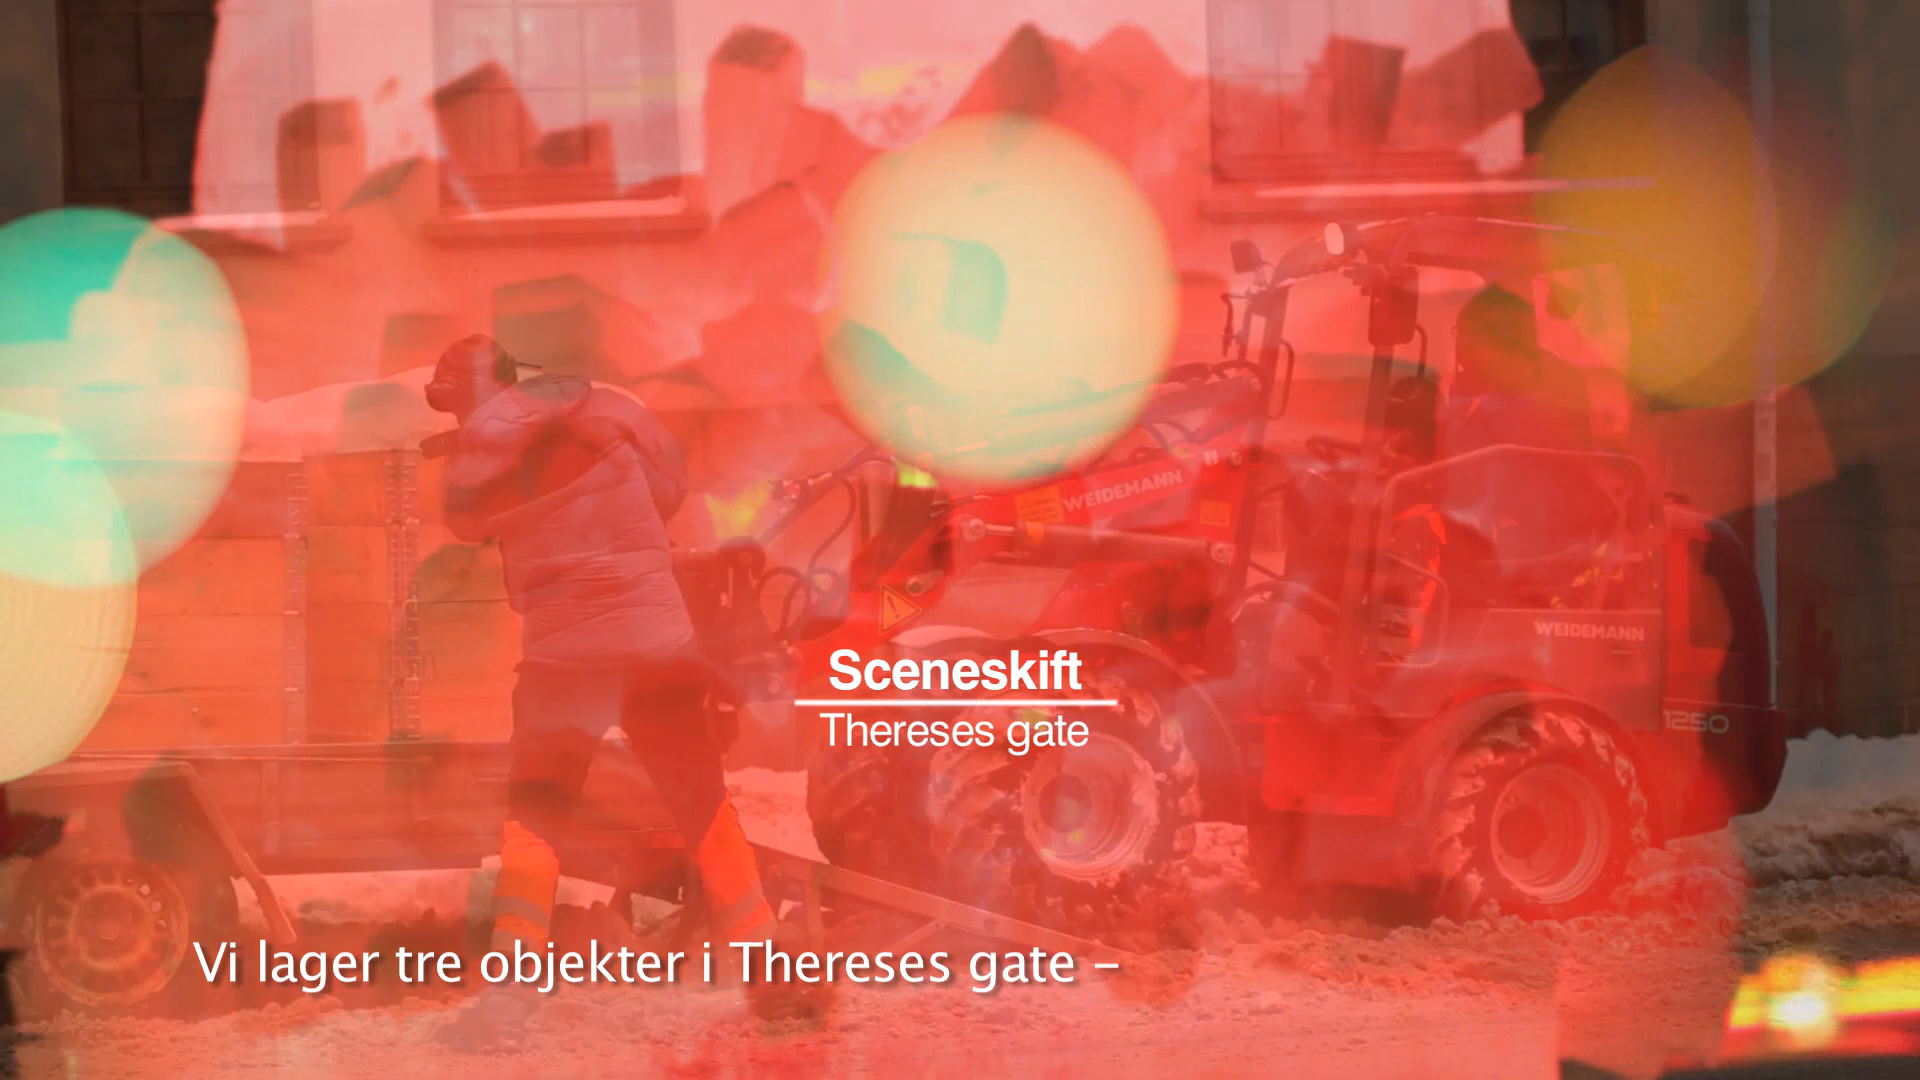 WEIDEMANN
WEIDEMANN
Sceneskift
Thereses gate
1250
Vi lager tre objekter i Thereses gate –